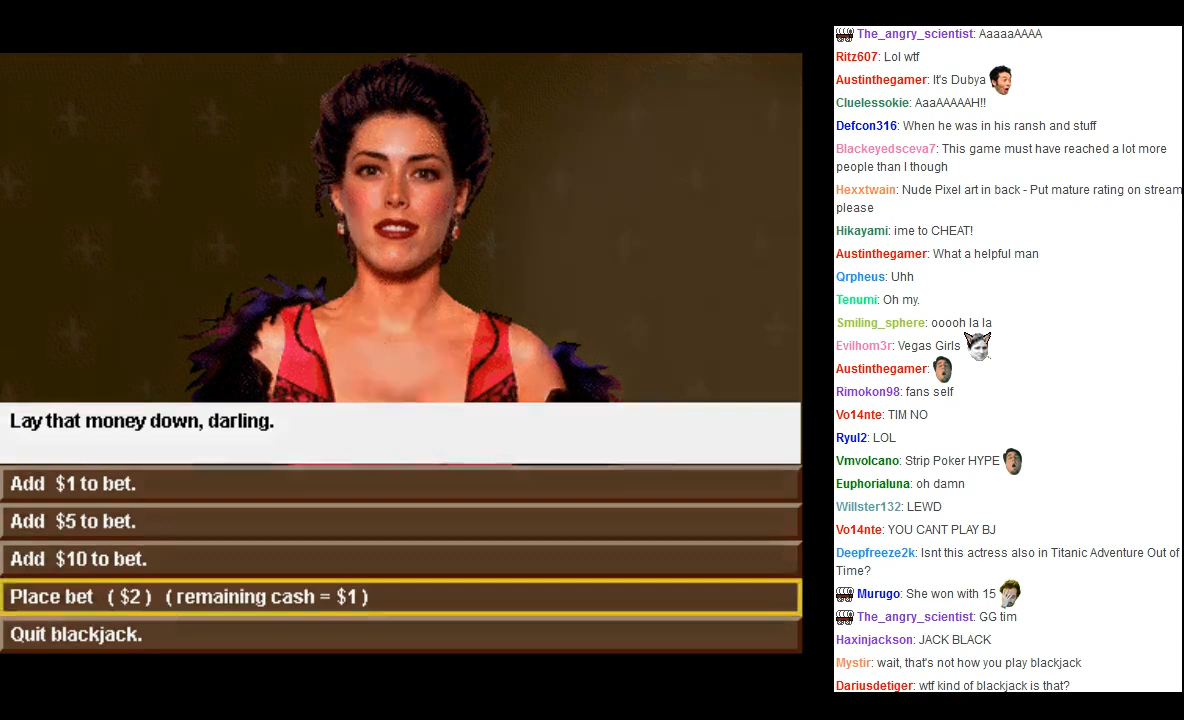 Lay that money down, darling.
Add $1 to bet.
Add $5 to bet.
Add $10 to bet.
Place bet ( $2 ) ( remaining cash = $1 )
Quit blackjack.
The_angry_scientist: AaaaaAAAA
Ritz607: Lol wtf
Austinthegamer: It's Dubya
Cluelessokie: AaaAAAAAH!!
Defcon316: When he was in his ransh and stuff
Blackeyedsceva7: This game must have reached a lot more
people than I though
Hexxtwain: Nude Pixel art in back - Put mature rating on stream
please
Hikayami: ime to CHEAT!
Austinthegamer: What a helpful man
Qrpheus: Uhh
Tenumi: Oh my.
Smiling_sphere: ooooh la la
Evilhom3r: Vegas Girls
Austinthegamer:
Rimokon98: fans self
Vo14nte: TIM NO
Ryul2: LOL
Vmvolcano: Strip Poker HYPE
Euphorialuna: oh damn
Willster132: LEWD
Vo14nte: YOU CANT PLAY BJ
Deepfreeze2k: Isnt this actress also in Titanic Adventure Out of
Time?
Murugo: She won with 15
The_angry_scientist: GG tim
Haxinjackson: JACK BLACK
Mystir: wait, that's not how you play blackjack
Dariusdetiger: wtf kind of blackjack is that?